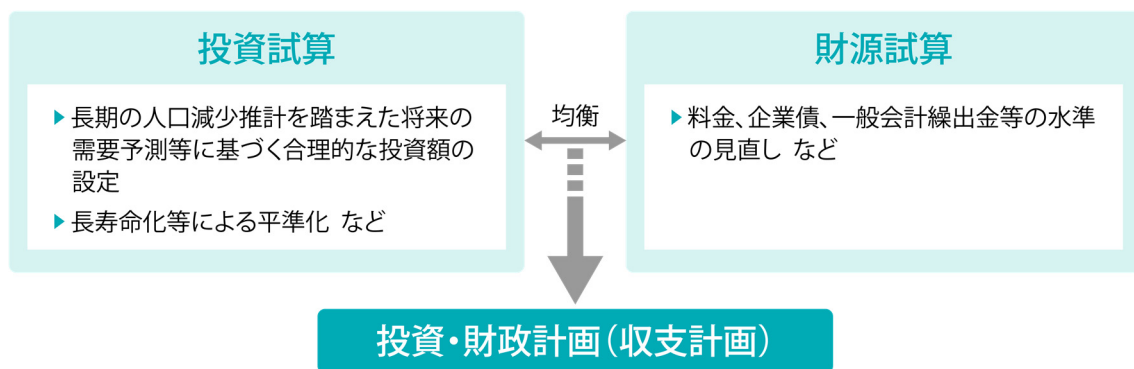 投資試算
▶長期の人口減少推計を踏まえた将来の
需要予測等に基づく合理的な投資額の
設定
▶長寿命化等による平準化 など
均衡
財源試算
▶料金、企業債、一般会計繰出金等の水準
の見直し など
投資・財政計画(収支計画)